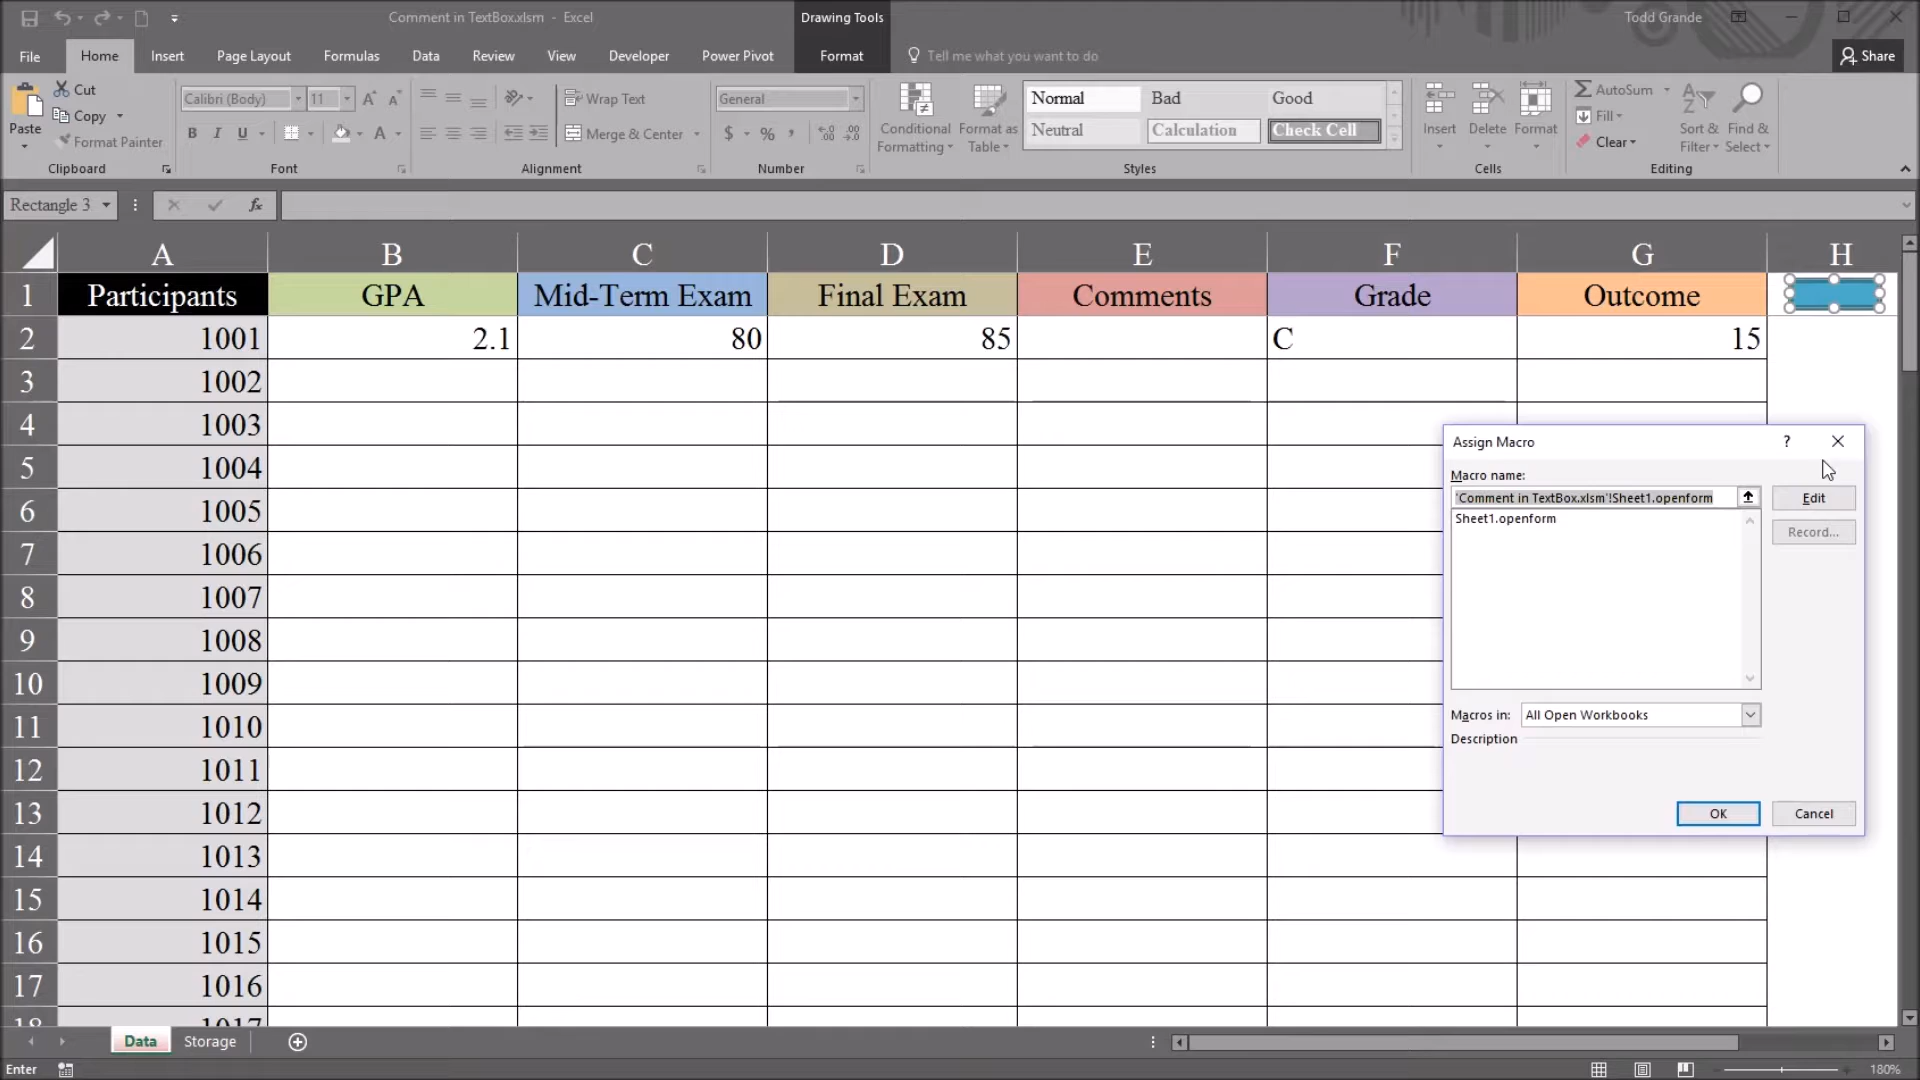 Comment in TextBox.xlsm - Excel
Drawing Tools
Todd Grande
File Home Insert Page Layout Formulas Data Review View Developer Power Pivot Format Tell me what you want to do Share
Paste
Cut
Copy
Format Painter
Clipboard
Calibri (Body) 11
B I U
Font
Wrap Text
Merge & Center
Alignment
General
$ % ,
Number
Conditional Formatting
Format as Table
Normal Bad Good
Neutral Calculation Check Cell
Styles
Insert Delete Format
Cells
AutoSum
Fill
Clear
Sort & Filter
Find & Select
Editing
Rectangle 3 fx
A B C D E F G H
1 Participants GPA Mid-Term Exam Final Exam Comments Grade Outcome
2 1001 2.1 80 85 C 15
3 1002
4 1003
5 1004
6 1005
7 1006
8 1007
9 1008
10 1009
11 1010
12 1011
13 1012
14 1013
15 1014
16 1015
17 1016
18 1017
Assign Macro ?
Macro name:
'Comment in TextBox.xlsm'!Sheet1.openform
Sheet1.openform
Edit
Record...
Macros in: All Open Workbooks
Description
OK Cancel
Data Storage
Enter 180%